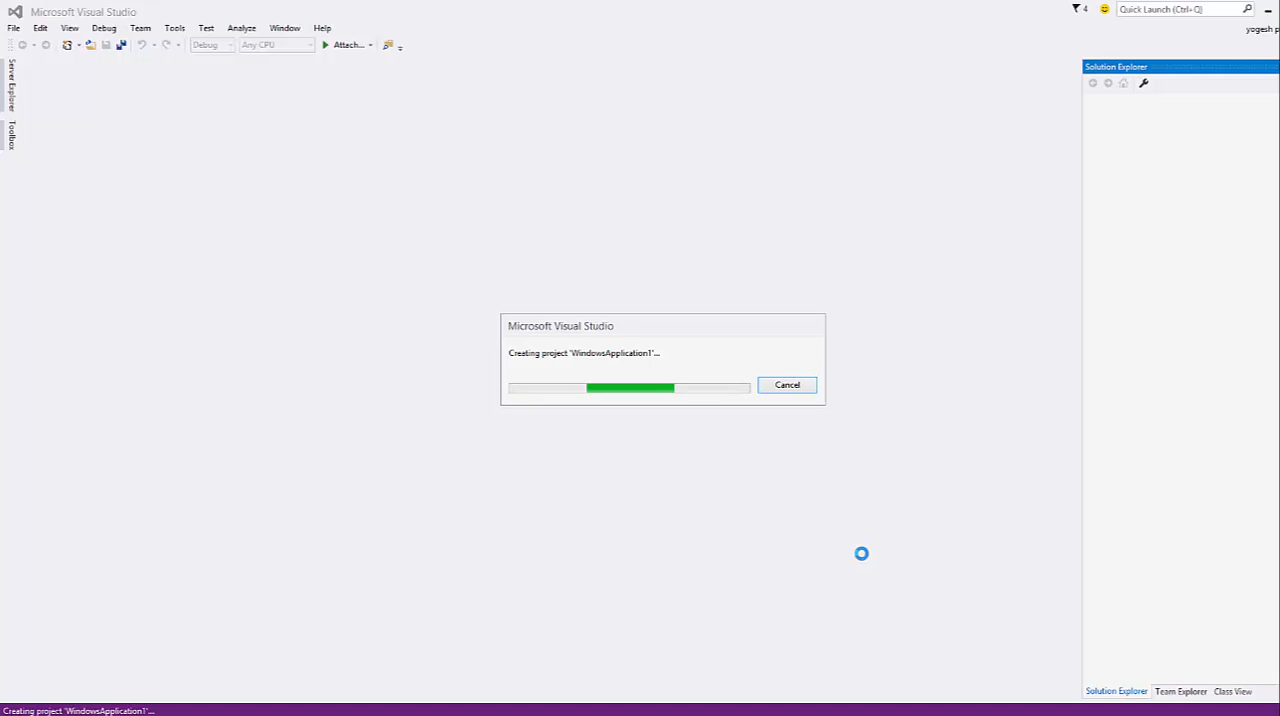 Microsoft Visual Studio
4
Quick Launch (Ctrl+Q)
File Edit View Debug Team Tools Test Analyze Window Help
yogesh p
Debug Any CPU Attach...
Server Explorer
Toolbox
Solution Explorer
Microsoft Visual Studio
Creating project 'WindowsApplication1'...
Cancel
Solution Explorer Team Explorer Class View
Creating project 'WindowsApplication1'...